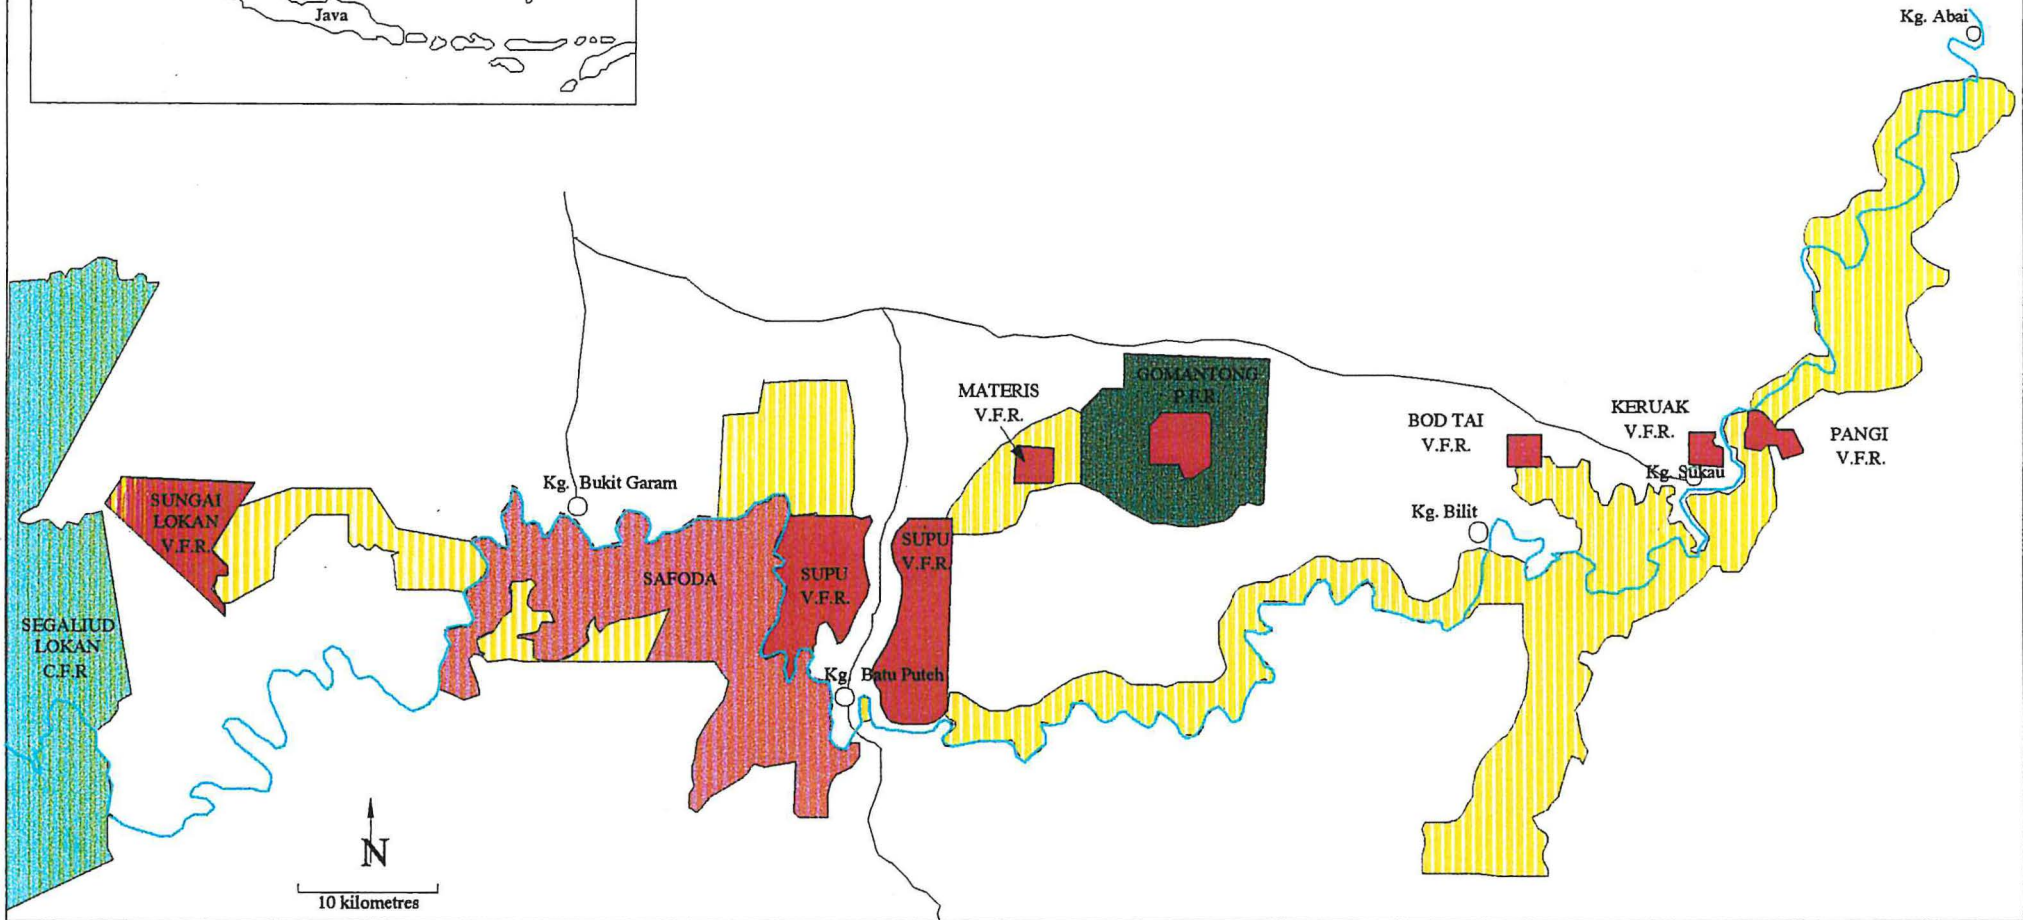 Java
Kg. Abai
MATERIS
V.F.R.
GOMANTONG
P.F.R.
BOD TAI
V.F.R.
KERUAK
V.F.R.
PANGI
V.F.R.
Kg. Sukau
Kg. Bukit Garam
Kg. Bilit
SUNGAI
LOKAN
V.F.R.
SUPU
V.F.R.
SAFODA
SUPU
V.F.R.
SEGALIUD
LOKAN
C.F.R
Kg. Batu Puteh
N
10 kilometres